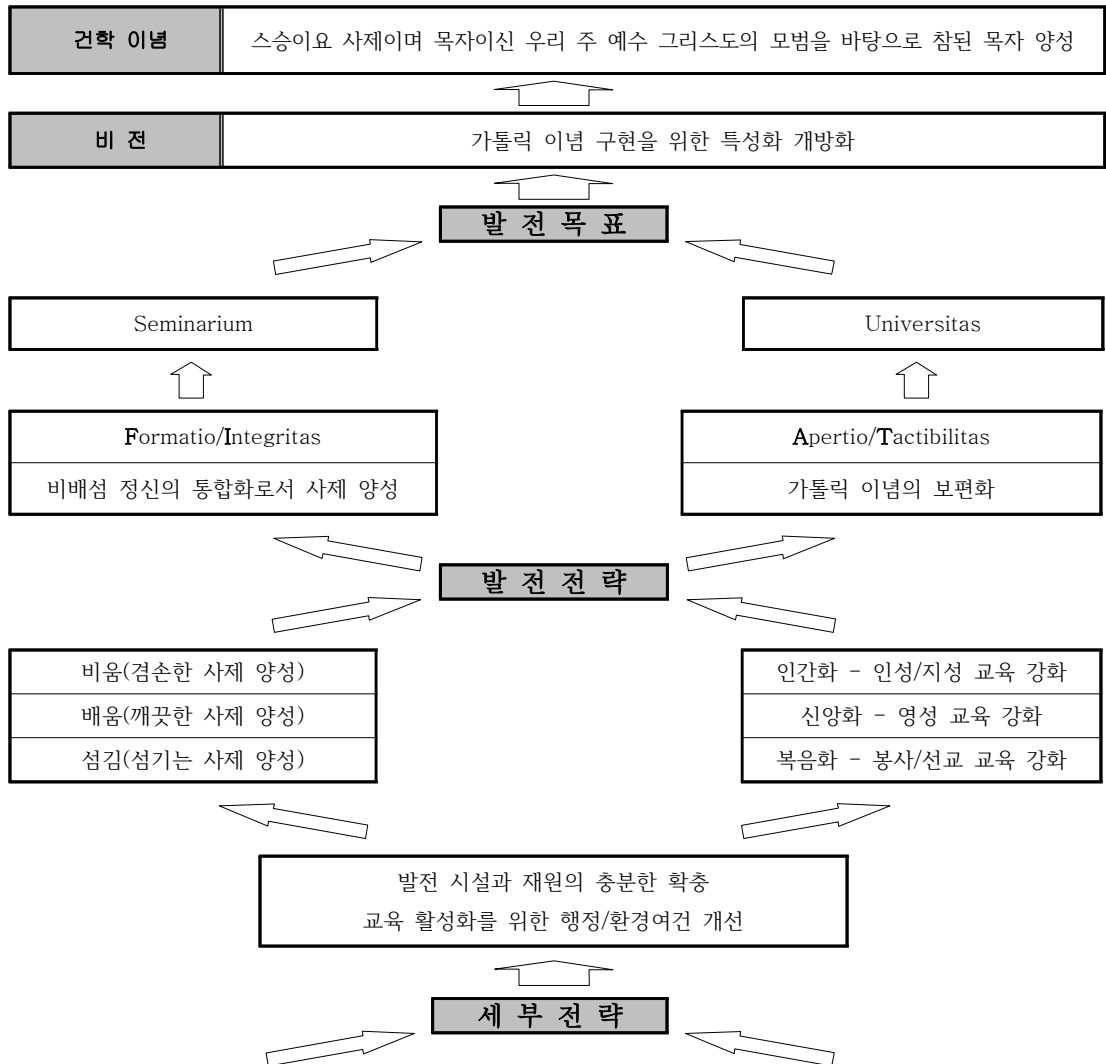 건학 이념
스승이요 사제이며 목자이신 우리 주 예수 그리스도의 모범을 바탕으로 참된 목자 양성
비 전
가톨릭 이념 구현을 위한 특성화 개방화
발 전 목 표
Seminarium
Universitas
Formatio/Integritas
비배섬 정신의 통합화로서 사제 양성
Apertio/Tactibilitas
가톨릭 이념의 보편화
발 전 전 략
비움(겸손한 사제 양성)
배움(깨끗한 사제 양성)
섬김(섬기는 사제 양성)
인간화 - 인성/지성 교육 강화
신앙화 - 영성 교육 강화
복음화 - 봉사/선교 교육 강화
발전 시설과 재원의 충분한 확충
교육 활성화를 위한 행정/환경여건 개선
세 부 전 략